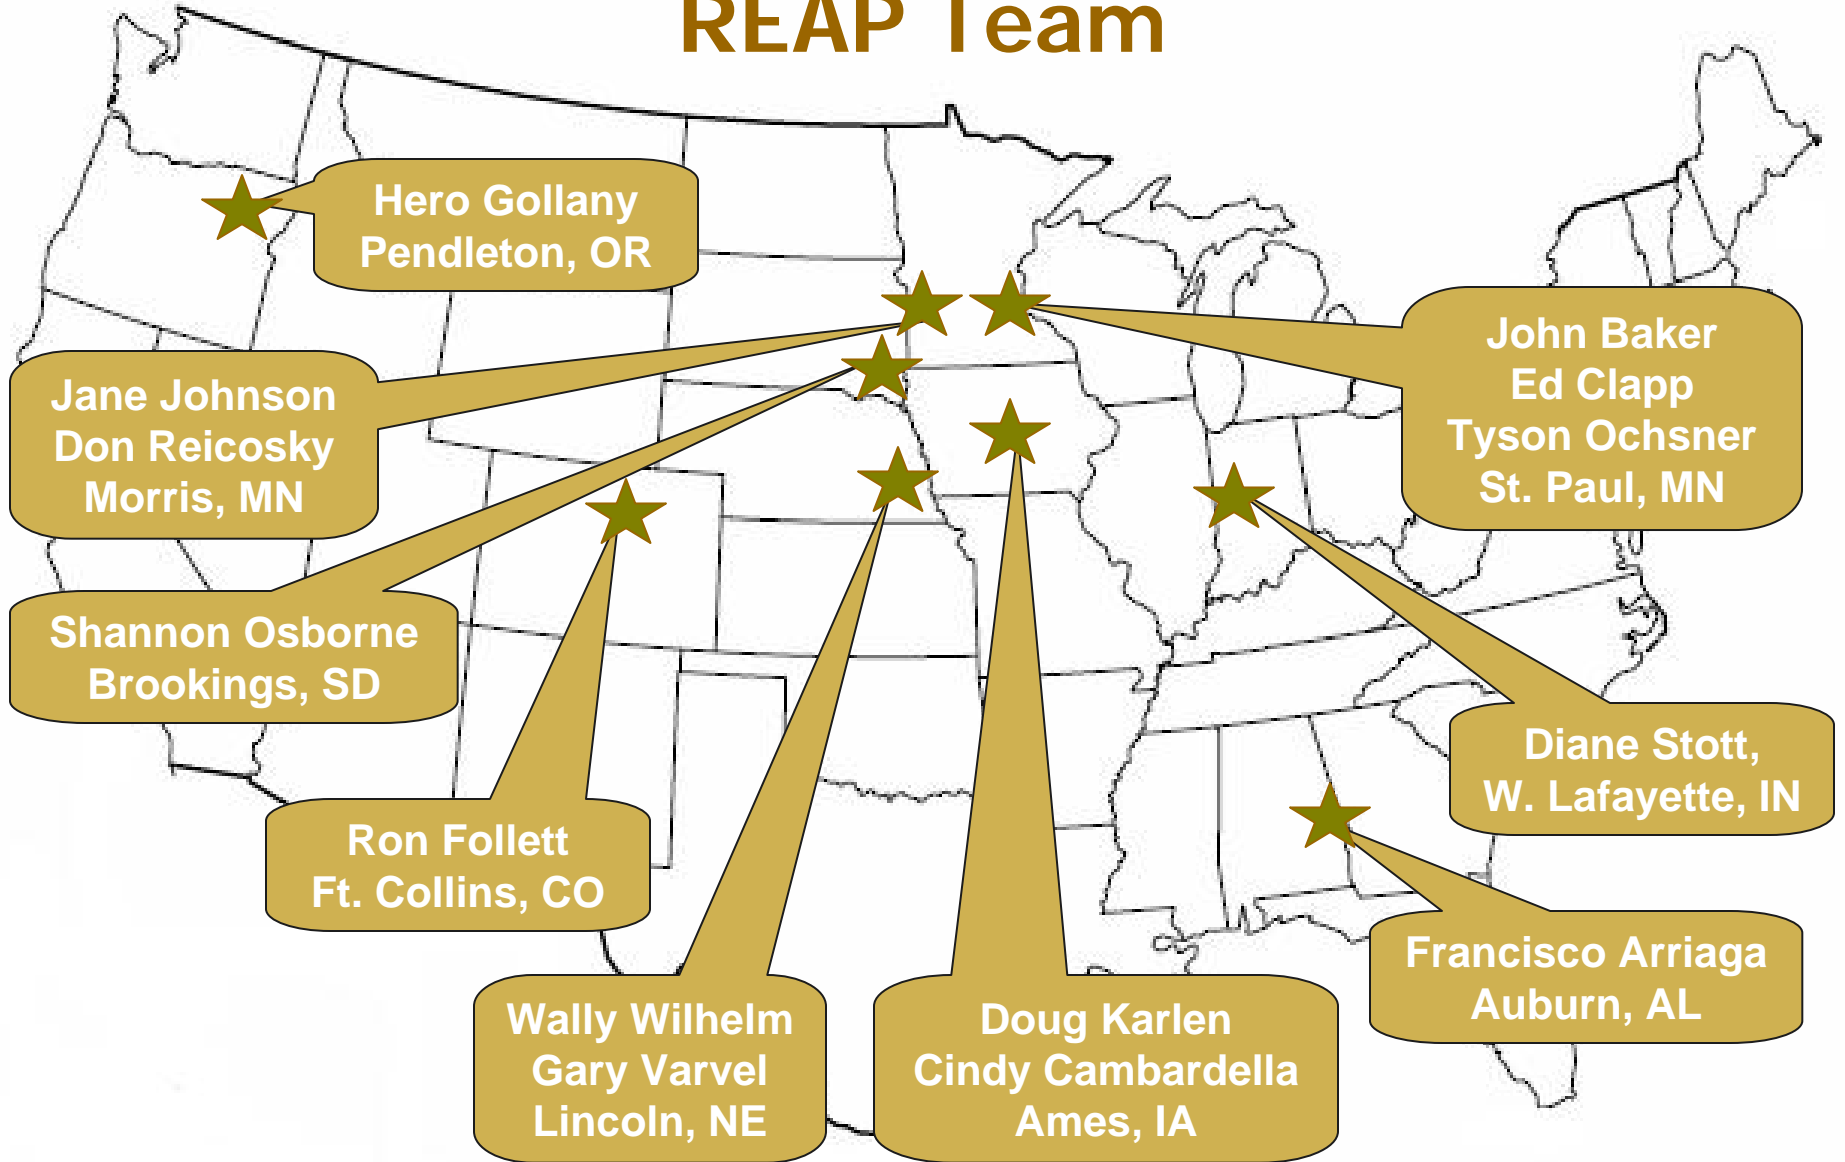 REAP Team
Hero Gollany
Pendleton, OR
Jane Johnson
Don Reicosky
Morris, MN
John Baker
Ed Clapp
Tyson Ochsner
St. Paul, MN
Shannon Osborne
Brookings, SD
Diane Stott,
W. Lafayette, IN
Ron Follett
Ft. Collins, CO
Francisco Arriaga
Auburn, AL
Wally Wilhelm
Gary Varvel
Lincoln, NE
Doug Karlen
Cindy Cambardella
Ames, IA